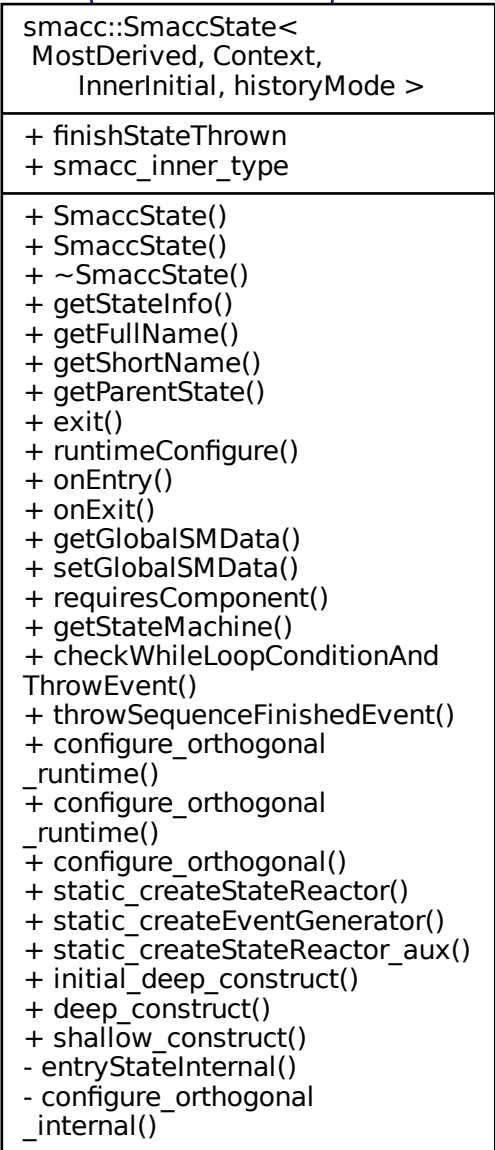 smacc::SmaccState<
MostDerived, Context,
InnerInitial, historyMode >
+ finishStateThrown
+ smacc_inner_type
+ SmaccState()
+ SmaccState()
+ ~SmaccState()
+ getStateInfo()
+ getFullName()
+ getShortName()
+ getParentState()
+ exit()
+ runtimeConfigure()
+ onEntry()
+ onExit()
+ getGlobalSMData()
+ setGlobalSMData()
+ requiresComponent()
+ getStateMachine()
+ checkWhileLoopConditionAnd
ThrowEvent()
+ throwSequenceFinishedEvent()
+ configure_orthogonal
_runtime()
+ configure_orthogonal
_runtime()
+ configure_orthogonal()
+ static_createStateReactor()
+ static_createEventGenerator()
+ static_createStateReactor_aux()
+ initial_deep_construct()
+ deep_construct()
+ shallow_construct()
- entryStateInternal()
- configure_orthogonal
_internal()